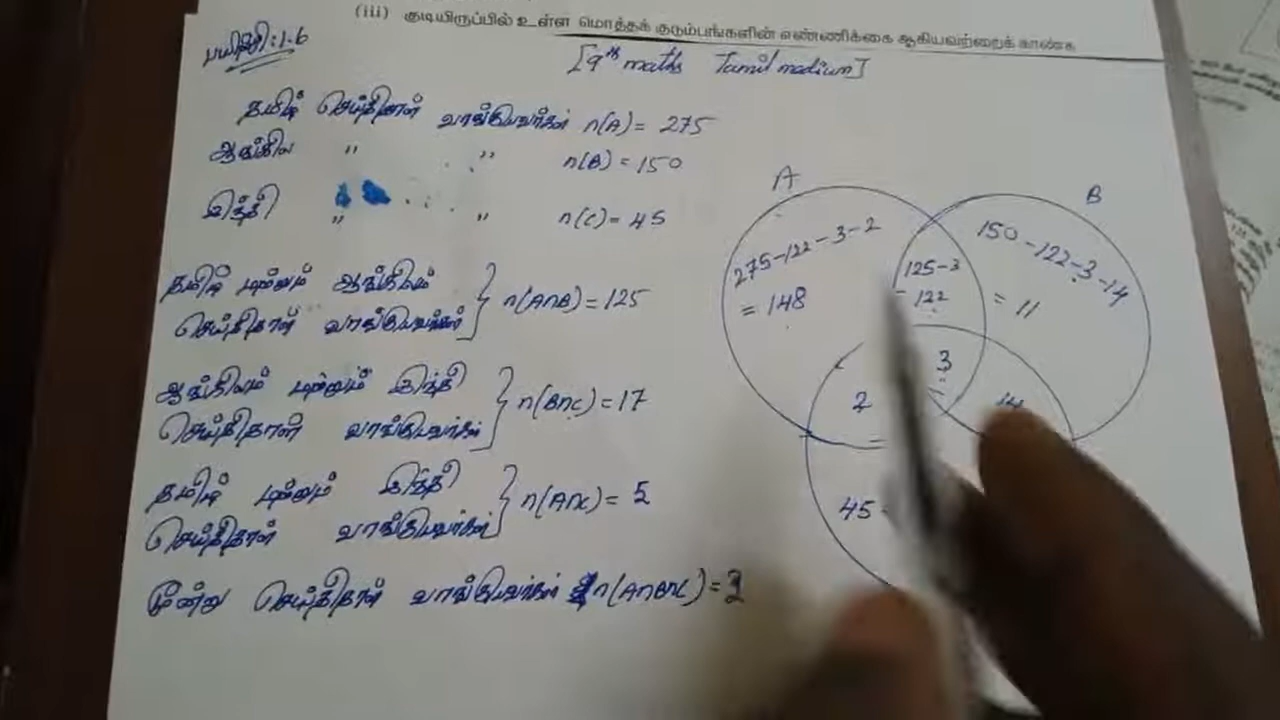 (iii) குடியிருப்பில் உள்ள மொத்தக் குடும்பங்களின் எண்ணிக்கை ஆகியவற்றைக் காண்க
பயிற்சி:1.6
[9th maths Tamil medium]
தமிழ் செய்தித்தாள் வாங்குபவர்கள் n(A) = 275
ஆங்கில " " n(B) = 150
இந்தி " " n(C) = 45
தமிழ் மற்றும் ஆங்கிலம்
செய்தித்தாள் வாங்குபவர்கள் } n(A∩B) = 125
ஆங்கிலம் மற்றும் இந்தி
செய்தித்தாள் வாங்குபவர்கள் } n(B∩C) = 17
தமிழ் மற்றும் இந்தி
செய்தித்தாள் வாங்குபவர்கள் } n(A∩C) = 5
மூன்று செய்தித்தாள் வாங்குபவர்கள் n(A∩B∩C) = 3
A
B
275-122-3-2
= 148
125-3
= 122
150-122-3-14
= 11
3
2
14
45